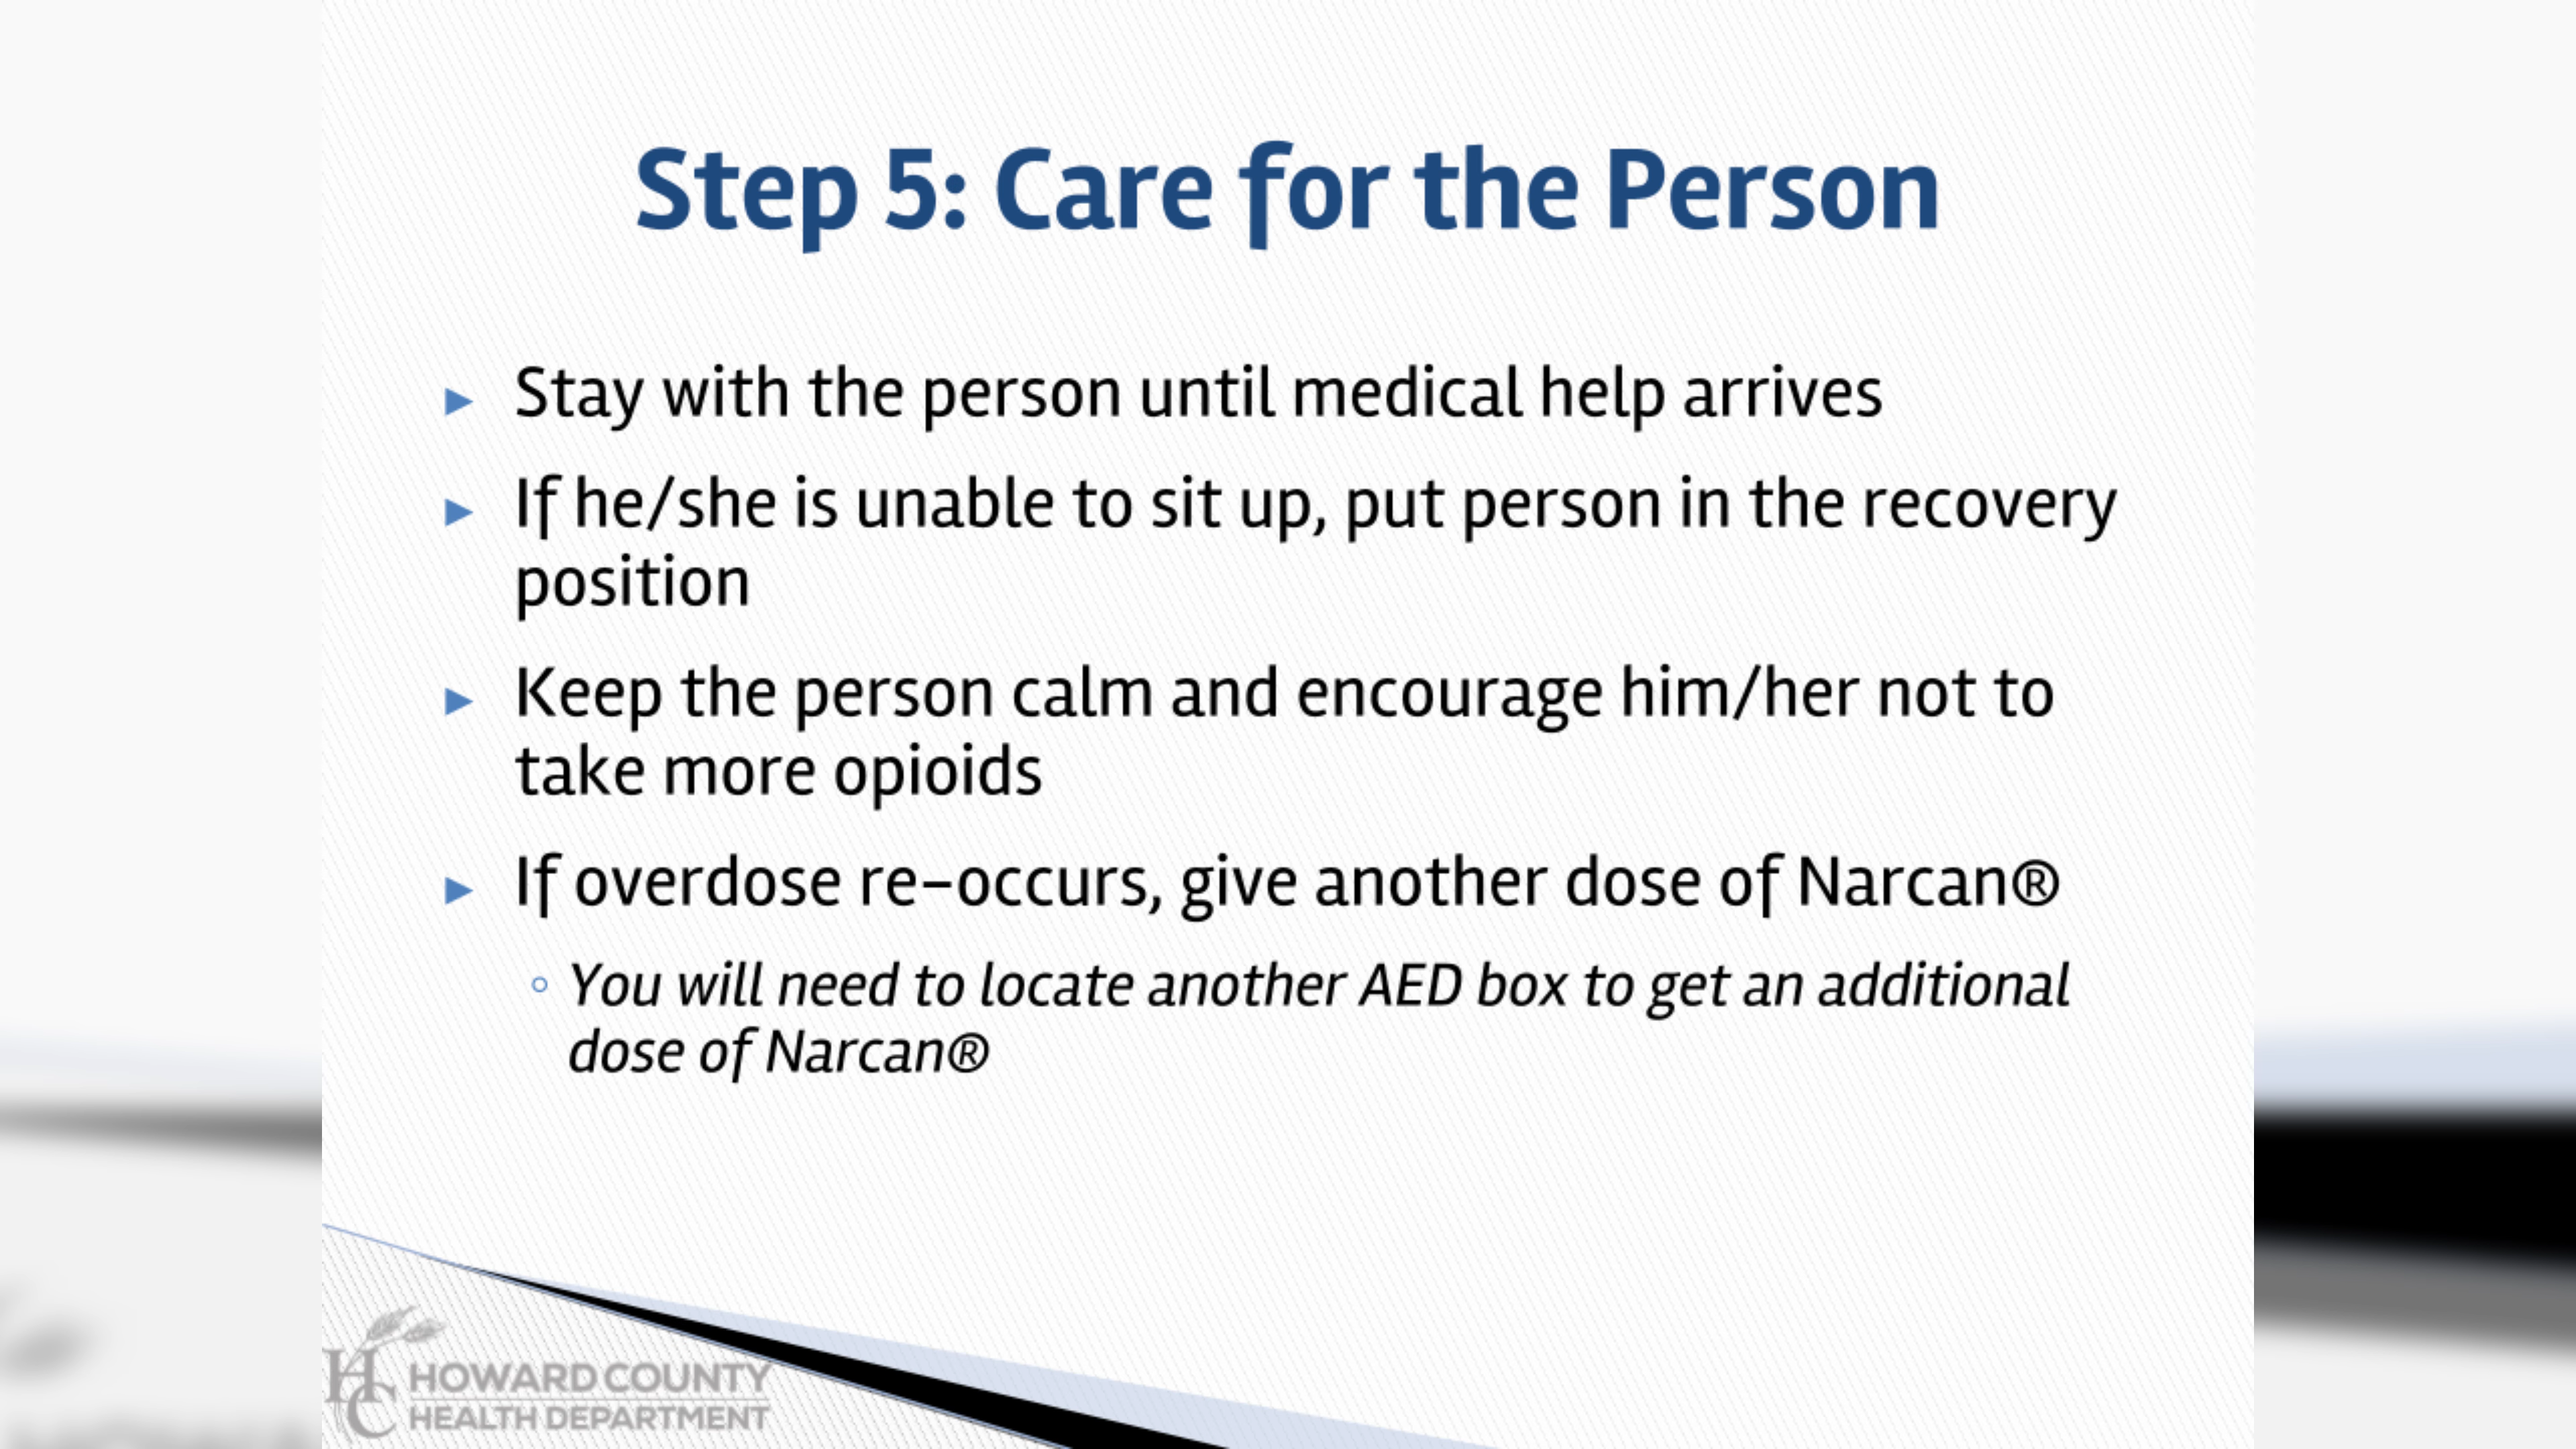 Step 5: Care for the Person
Stay with the person until medical help arrives
If he/she is unable to sit up, put person in the recovery
position
Keep the person calm and encourage him/her not to
take more opioids
If overdose re-occurs, give another dose of Narcan®
You will need to locate another AED box to get an additional
dose of Narcan®
HC HOWARD COUNTY
HEALTH DEPARTMENT